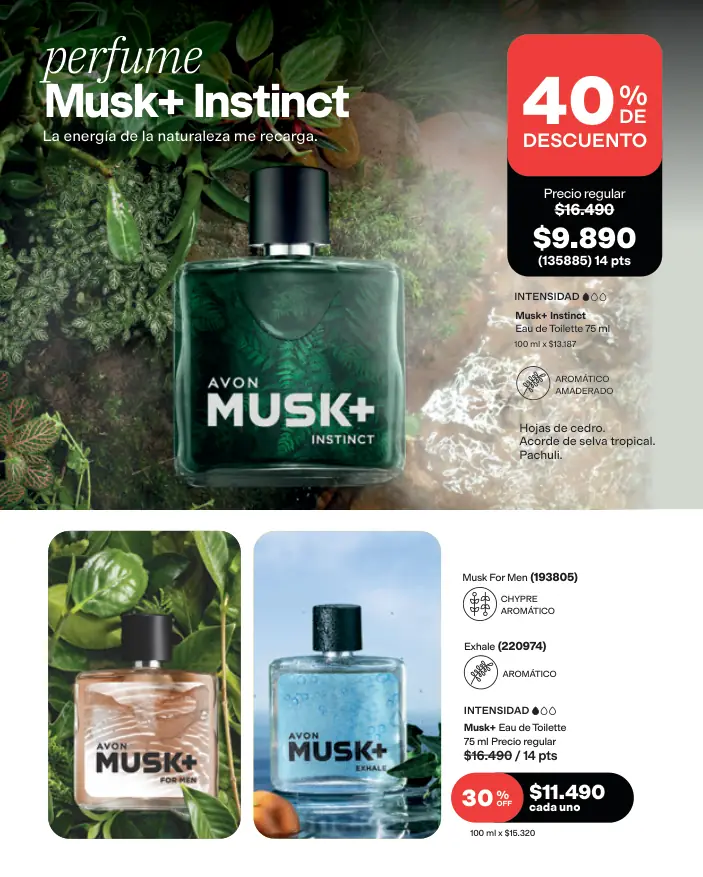 perfume
Musk+ Instinct
La energía de la naturaleza me recarga.
40%
DE
DESCUENTO
Precio regular
$16.490
$9.890
(135885) 14 pts
INTENSIDAD
Musk+ Instinct
Eau de Toilette 75 ml
100 ml x $13.187
AROMÁTICO
AMADERADO
Hojas de cedro.
Acorde de selva tropical.
Pachuli.
AVON
MUSK+
INSTINCT
AVON
MUSK+
FOR MEN
AVON
MUSK+
EXHALE
Musk For Men (193805)
CHYPRE
AROMÁTICO
Exhale (220974)
AROMÁTICO
INTENSIDAD
Musk+ Eau de Toilette
75 ml Precio regular
$16.490 / 14 pts
30%
OFF
$11.490
cada uno
100 ml x $15.320